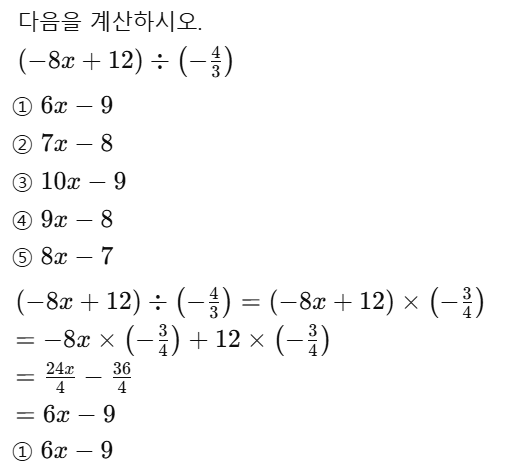 다음을 계산하시오.
(−8x + 12) ÷ (−4/3)
① 6x − 9
② 7x − 8
③ 10x − 9
④ 9x − 8
⑤ 8x − 7
(−8x + 12) ÷ (−4/3) = (−8x + 12) × (−3/4)
= −8x × (−3/4) + 12 × (−3/4)
= 24x/4 − 36/4
= 6x − 9
① 6x − 9